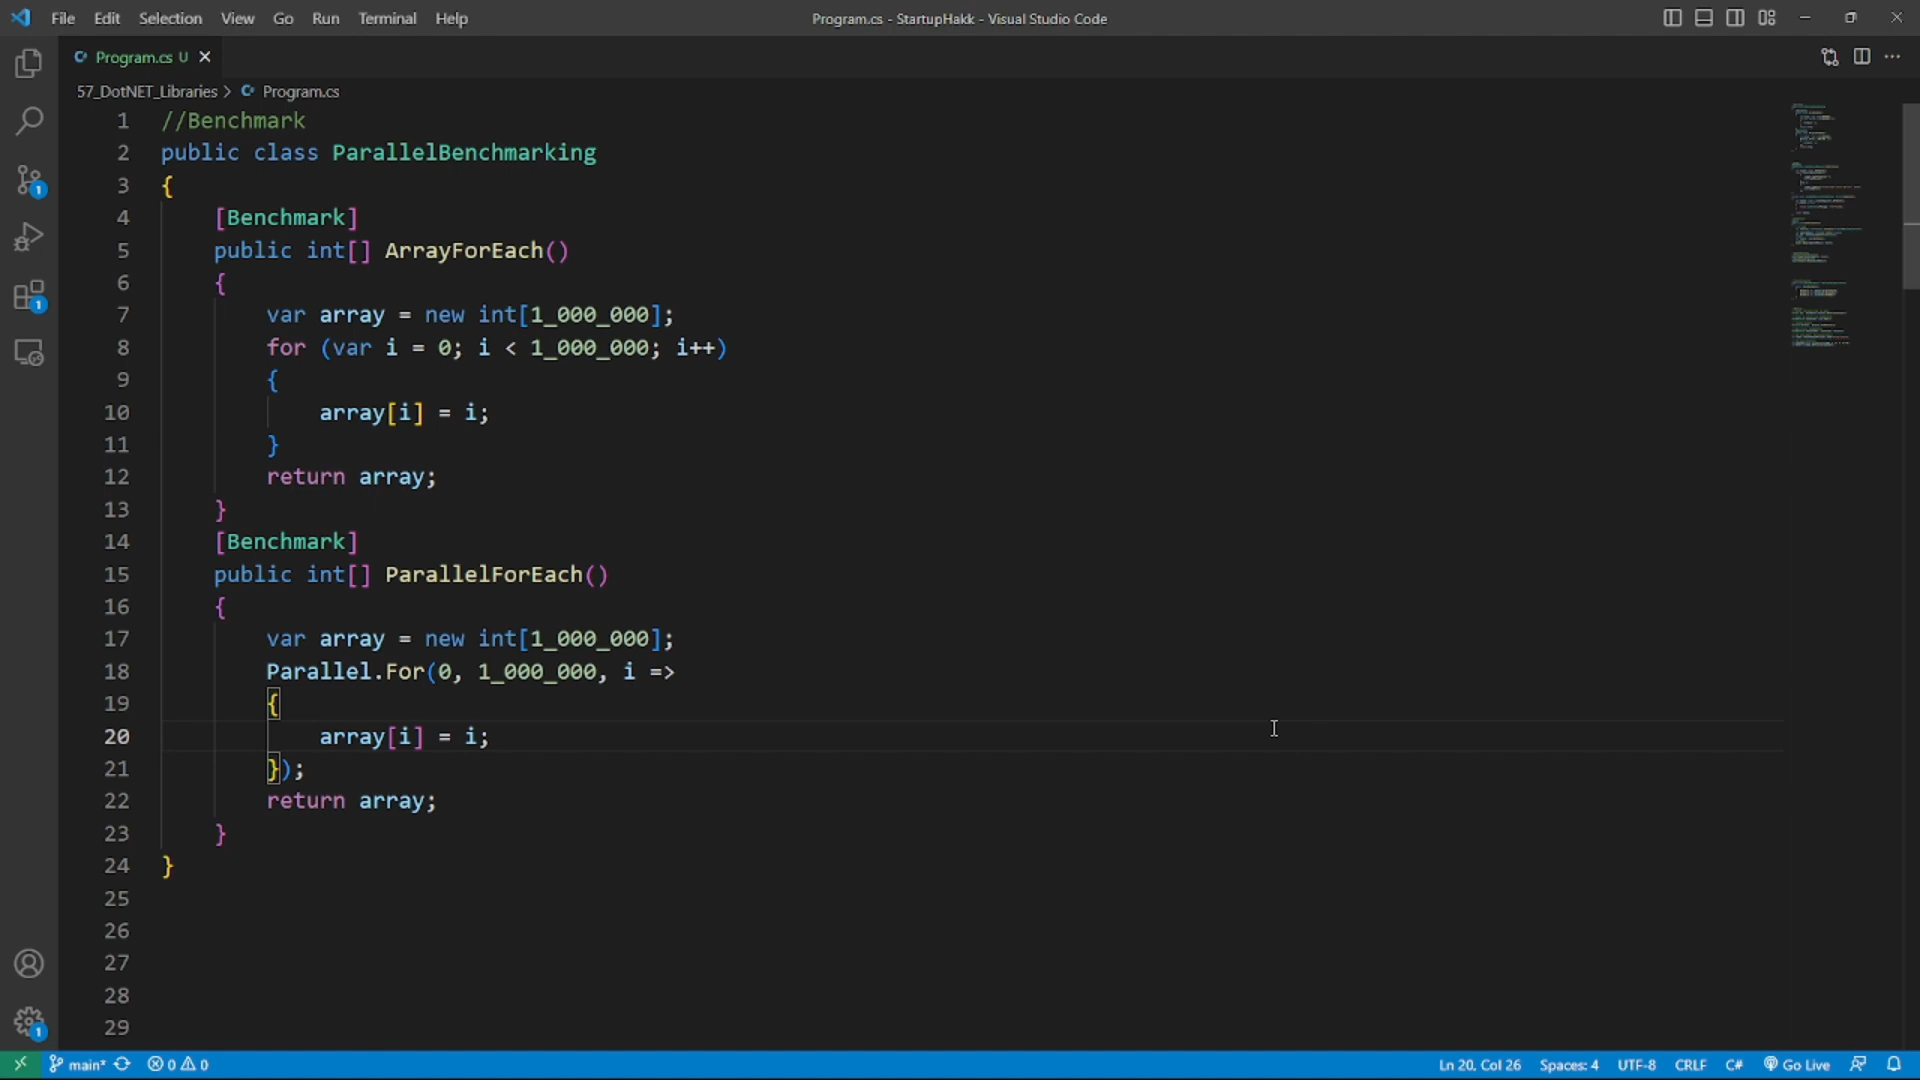 File Edit Selection View Go Run Terminal Help Program.cs - StartupHakk - Visual Studio Code
Program.cs U
57_DotNET_Libraries > Program.cs
1 //Benchmark
2 public class ParallelBenchmarking
3 {
4 [Benchmark]
5 public int[] ArrayForEach()
6 {
7 var array = new int[1_000_000];
8 for (var i = 0; i < 1_000_000; i++)
9 {
10 array[i] = i;
11 }
12 return array;
13 }
14 [Benchmark]
15 public int[] ParallelForEach()
16 {
17 var array = new int[1_000_000];
18 Parallel.For(0, 1_000_000, i =>
19 {
20 array[i] = i;
21 });
22 return array;
23 }
24 }
25
26
27
28
29
1
1
1
main* 0 0 Ln 20, Col 26 Spaces: 4 UTF-8 CRLF C# Go Live